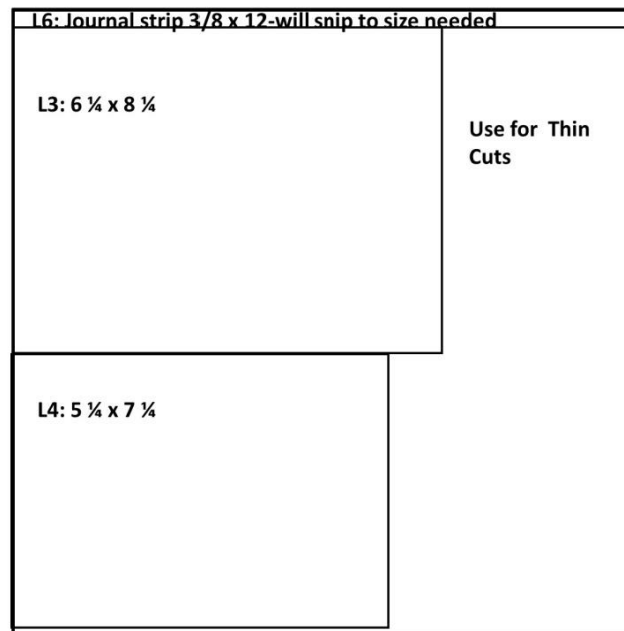 L6: Journal strip 3/8 x 12-will snip to size needed
L3: 6 ¼ x 8 ¼
Use for  Thin
Cuts
L4: 5 ¼ x 7 ¼